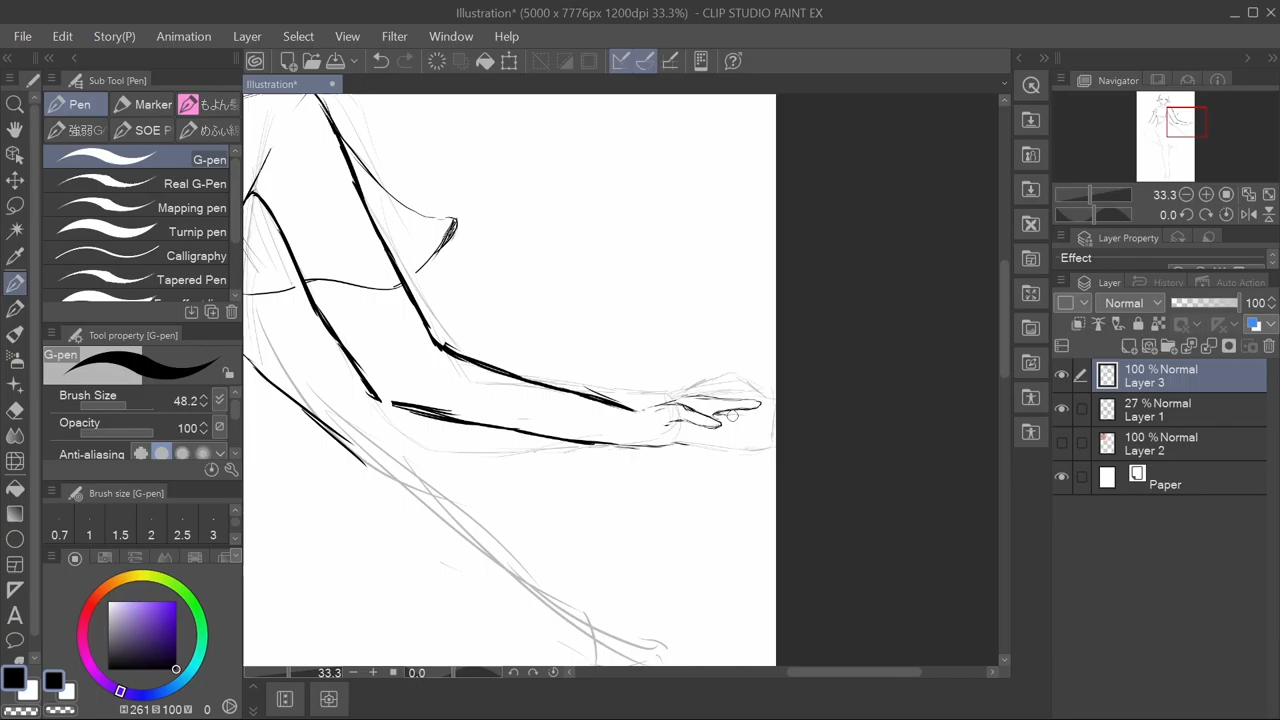 Illustration* (5000 x 7776px 1200dpi 33.3%) - CLIP STUDIO PAINT EX
File Edit Story(P) Animation Layer Select View Filter Window Help
Illustration*
Sub Tool [Pen]
Pen Marker
SOE P
G-pen
Real G-Pen
Mapping pen
Turnip pen
Calligraphy
Tapered Pen
Tool property [G-pen]
G-pen
Brush Size 48.2
Opacity 100
Anti-aliasing
Brush size [G-pen]
0.7 1 1.5 2 2.5 3
H 261 S 100 V 0
33.3 0.0
Navigator
33.3
0.0
Layer Property
Effect
Layer History Auto Action
Normal 100
100 % Normal
Layer 3
27 % Normal
Layer 1
100 % Normal
Layer 2
Paper